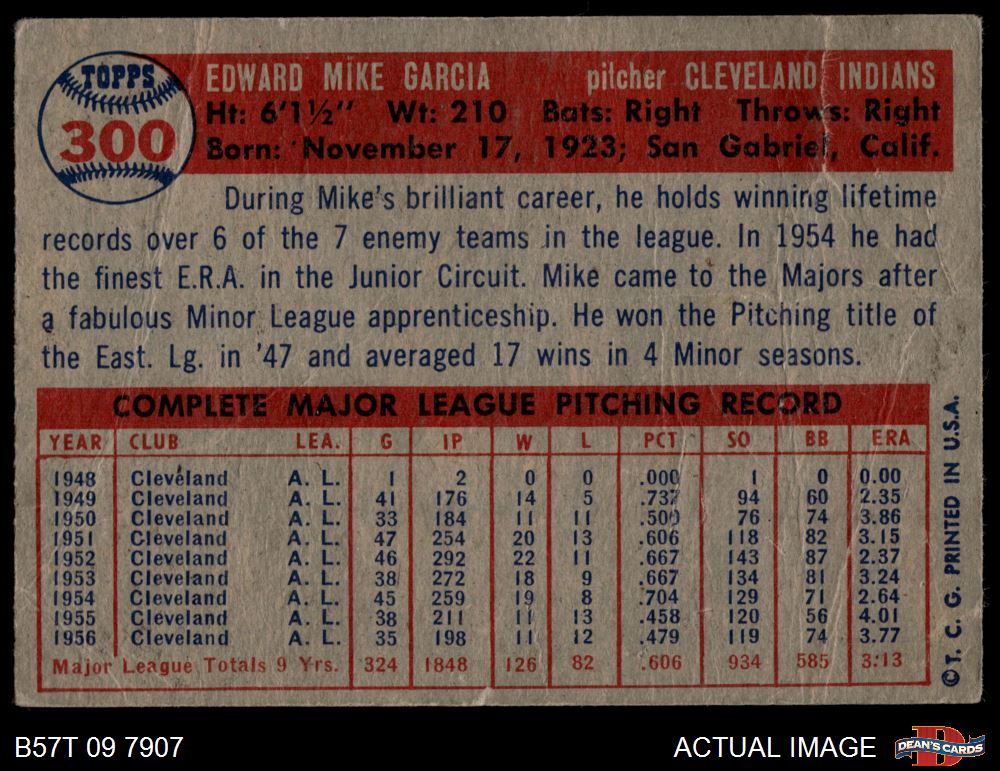 TOPPS
300
EDWARD MIKE GARCIA pitcher CLEVELAND INDIANS
Ht: 6'1½" Wt: 210 Bats: Right Throws: Right
Born: November 17, 1923; San Gabriel, Calif.
During Mike's brilliant career, he holds winning lifetime
records over 6 of the 7 enemy teams in the league. In 1954 he had
the finest E.R.A. in the Junior Circuit. Mike came to the Majors after
a fabulous Minor League apprenticeship. He won the Pitching title of
the East. Lg. in '47 and averaged 17 wins in 4 Minor seasons.
COMPLETE MAJOR LEAGUE PITCHING RECORD
YEAR CLUB LEA. G IP W L PCT SO BB ERA
1948 Cleveland A. L. 1 2 0 0 .000 1 0 0.00
1949 Cleveland A. L. 41 176 14 5 .737 94 60 2.35
1950 Cleveland A. L. 33 184 11 11 .500 76 74 3.86
1951 Cleveland A. L. 47 254 20 13 .606 118 82 3.15
1952 Cleveland A. L. 46 292 22 11 .667 143 87 2.37
1953 Cleveland A. L. 38 272 18 9 .667 134 81 3.24
1954 Cleveland A. L. 45 259 19 8 .704 129 71 2.64
1955 Cleveland A. L. 38 211 11 13 .458 120 56 4.01
1956 Cleveland A. L. 35 198 11 12 .479 119 74 3.77
Major League Totals 9 Yrs. 324 1848 126 82 .606 934 585 3.13
©T. C. G. PRINTED IN U.S.A.
B57T 09 7907
ACTUAL IMAGE
DEAN'S CARDS